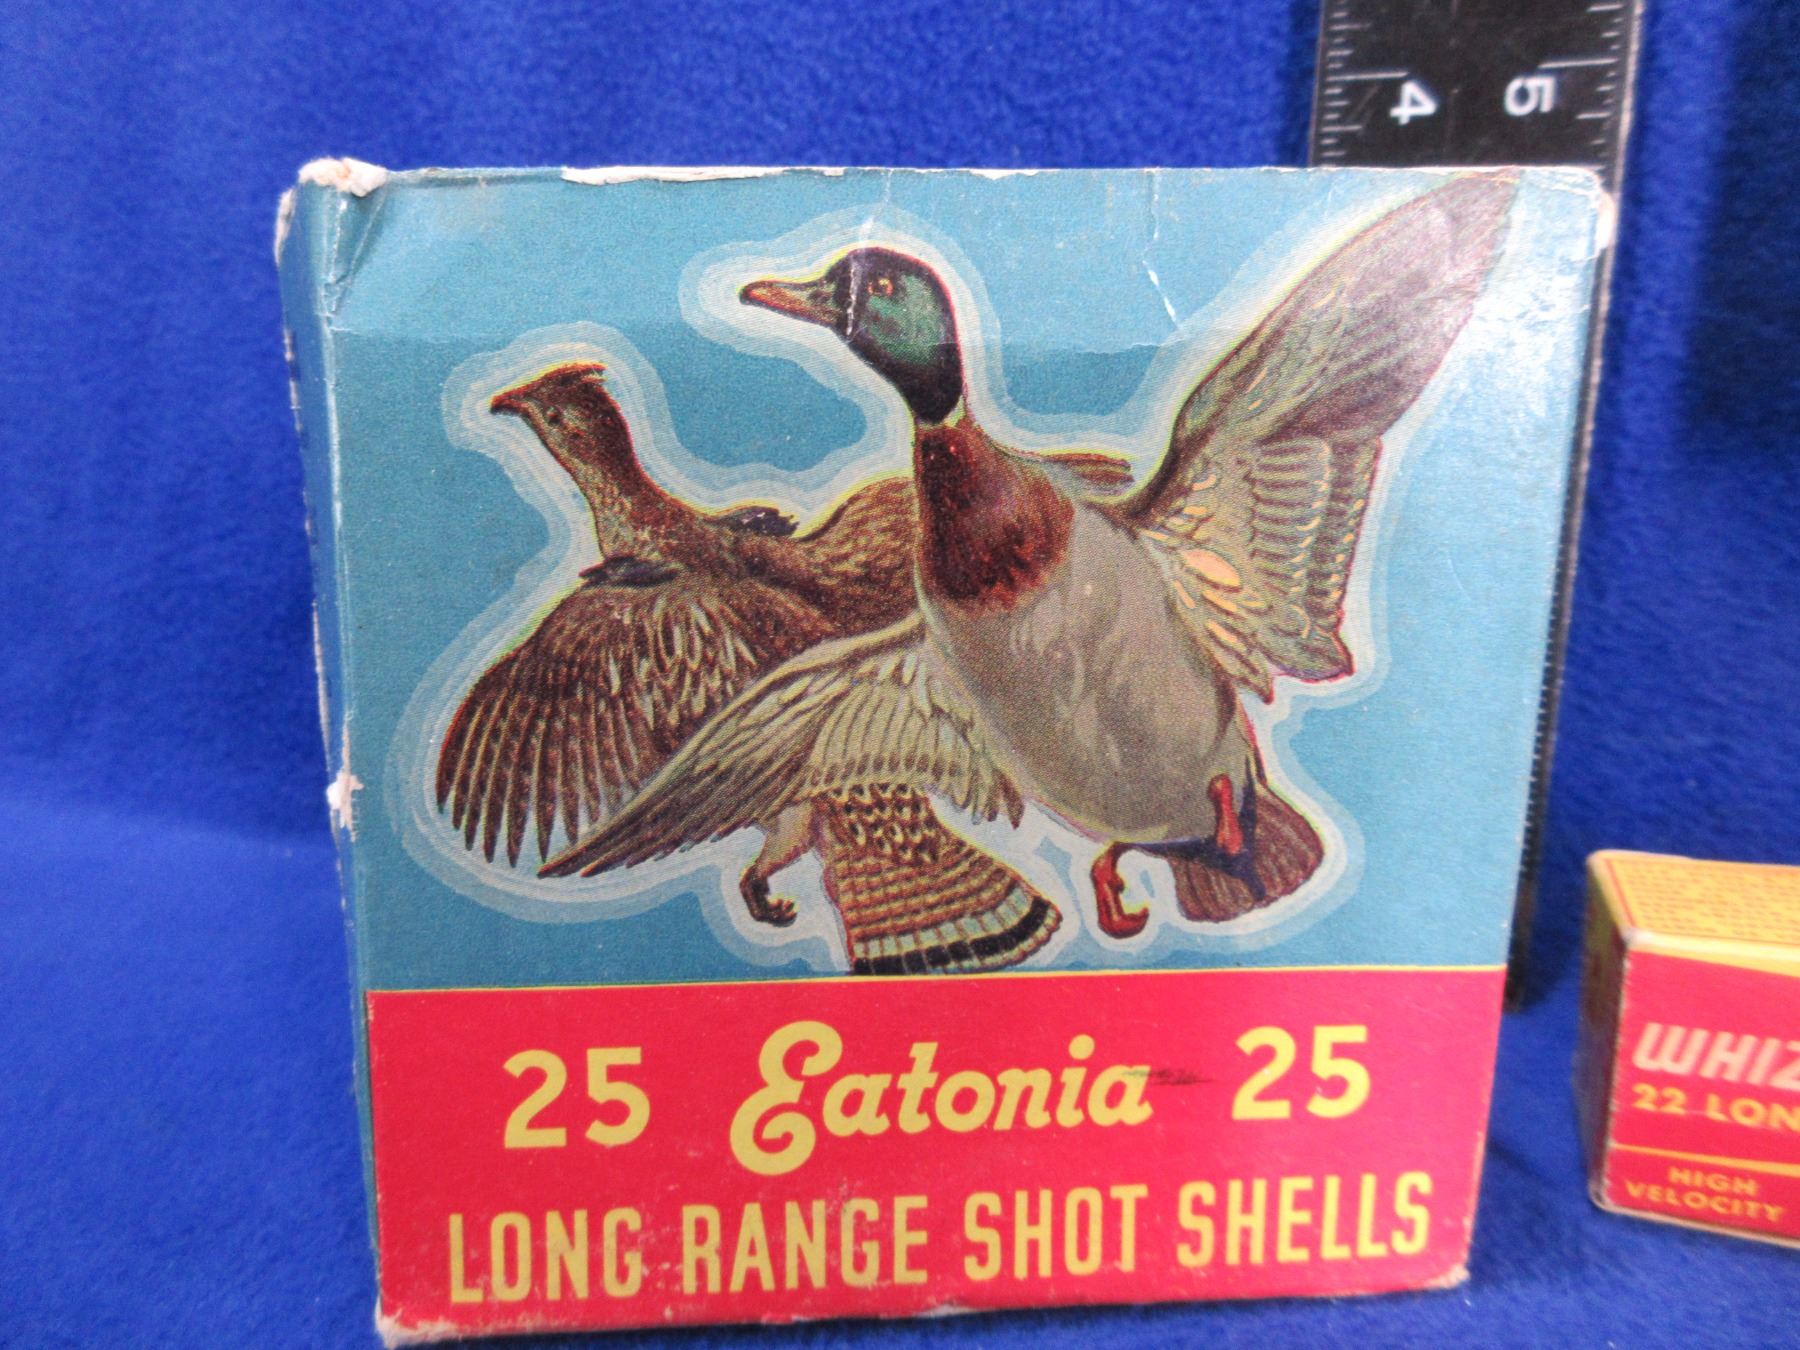 4 5
25 Eatonia 25
LONG RANGE SHOT SHELLS
WHIZ
22 LON
HIGH
VELOCITY